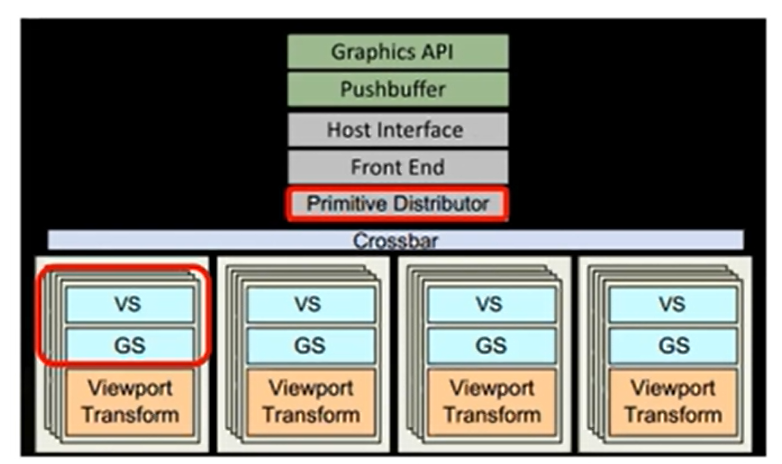 Graphics API
Pushbuffer
Host Interface
Front End
Primitive Distributor
Crossbar
VS
GS
Viewport
Transform
VS
GS
Viewport
Transform
VS
GS
Viewport
Transform
VS
GS
Viewport
Transform